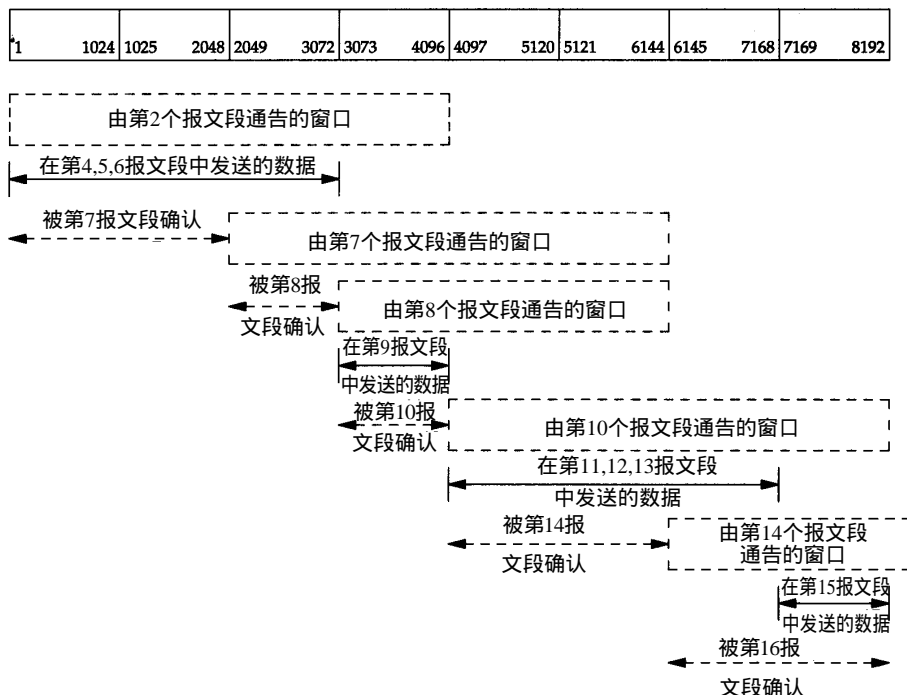 1 1024 1025 2048 2049 3072 3073 4096 4097 5120 5121 6144 6145 7168 7169 8192
由第2个报文段通告的窗口
在第4,5,6报文段中发送的数据
被第7报文段确认
由第7个报文段通告的窗口
被第8报
文段确认
由第8个报文段通告的窗口
在第9报文段
中发送的数据
被第10报
文段确认
由第10个报文段通告的窗口
在第11,12,13报文段
中发送的数据
被第14报
文段确认
由第14个报文段
通告的窗口
在第15报文段
中发送的数据
被第16报
文段确认